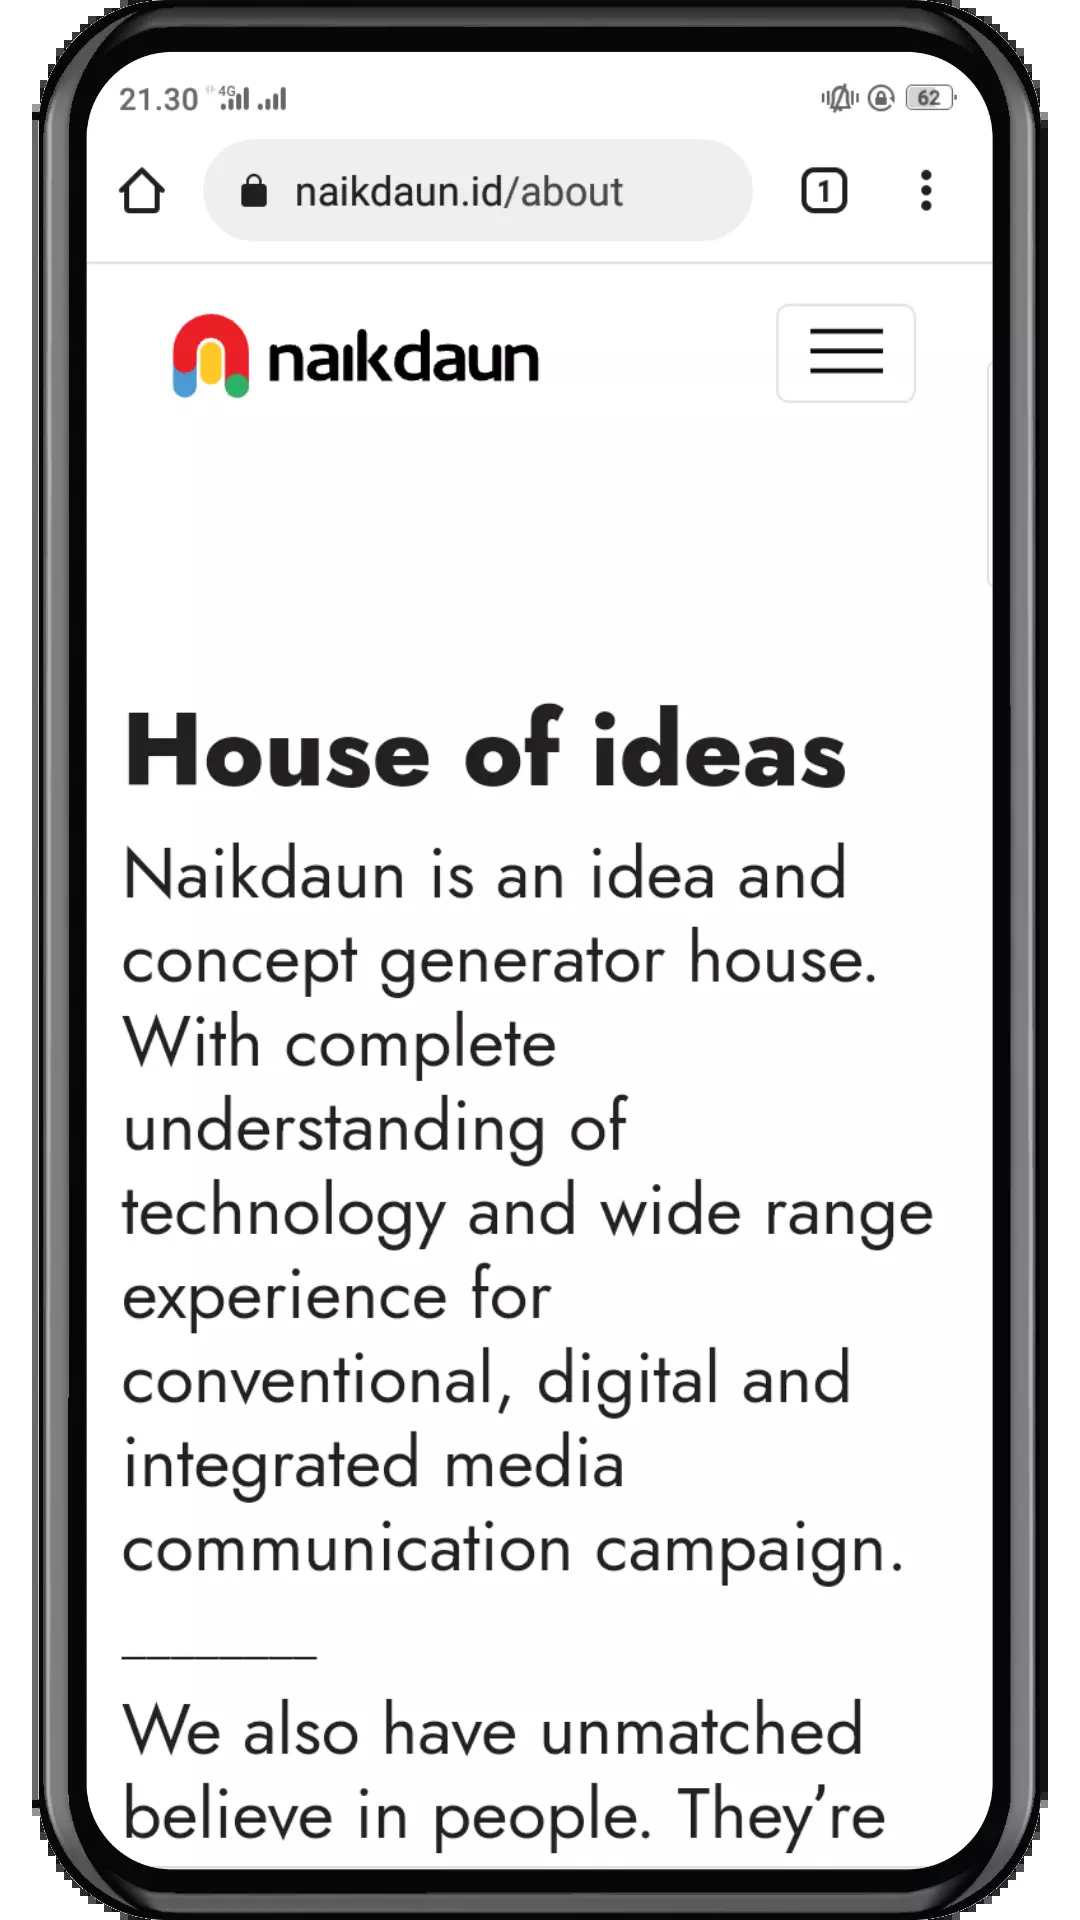 21.30 4G 62
naikdaun.id/about 1
naikdaun
House of ideas
Naikdaun is an idea and
concept generator house.
With complete
understanding of
technology and wide range
experience for
conventional, digital and
integrated media
communication campaign.
________
We also have unmatched
believe in people. They’re